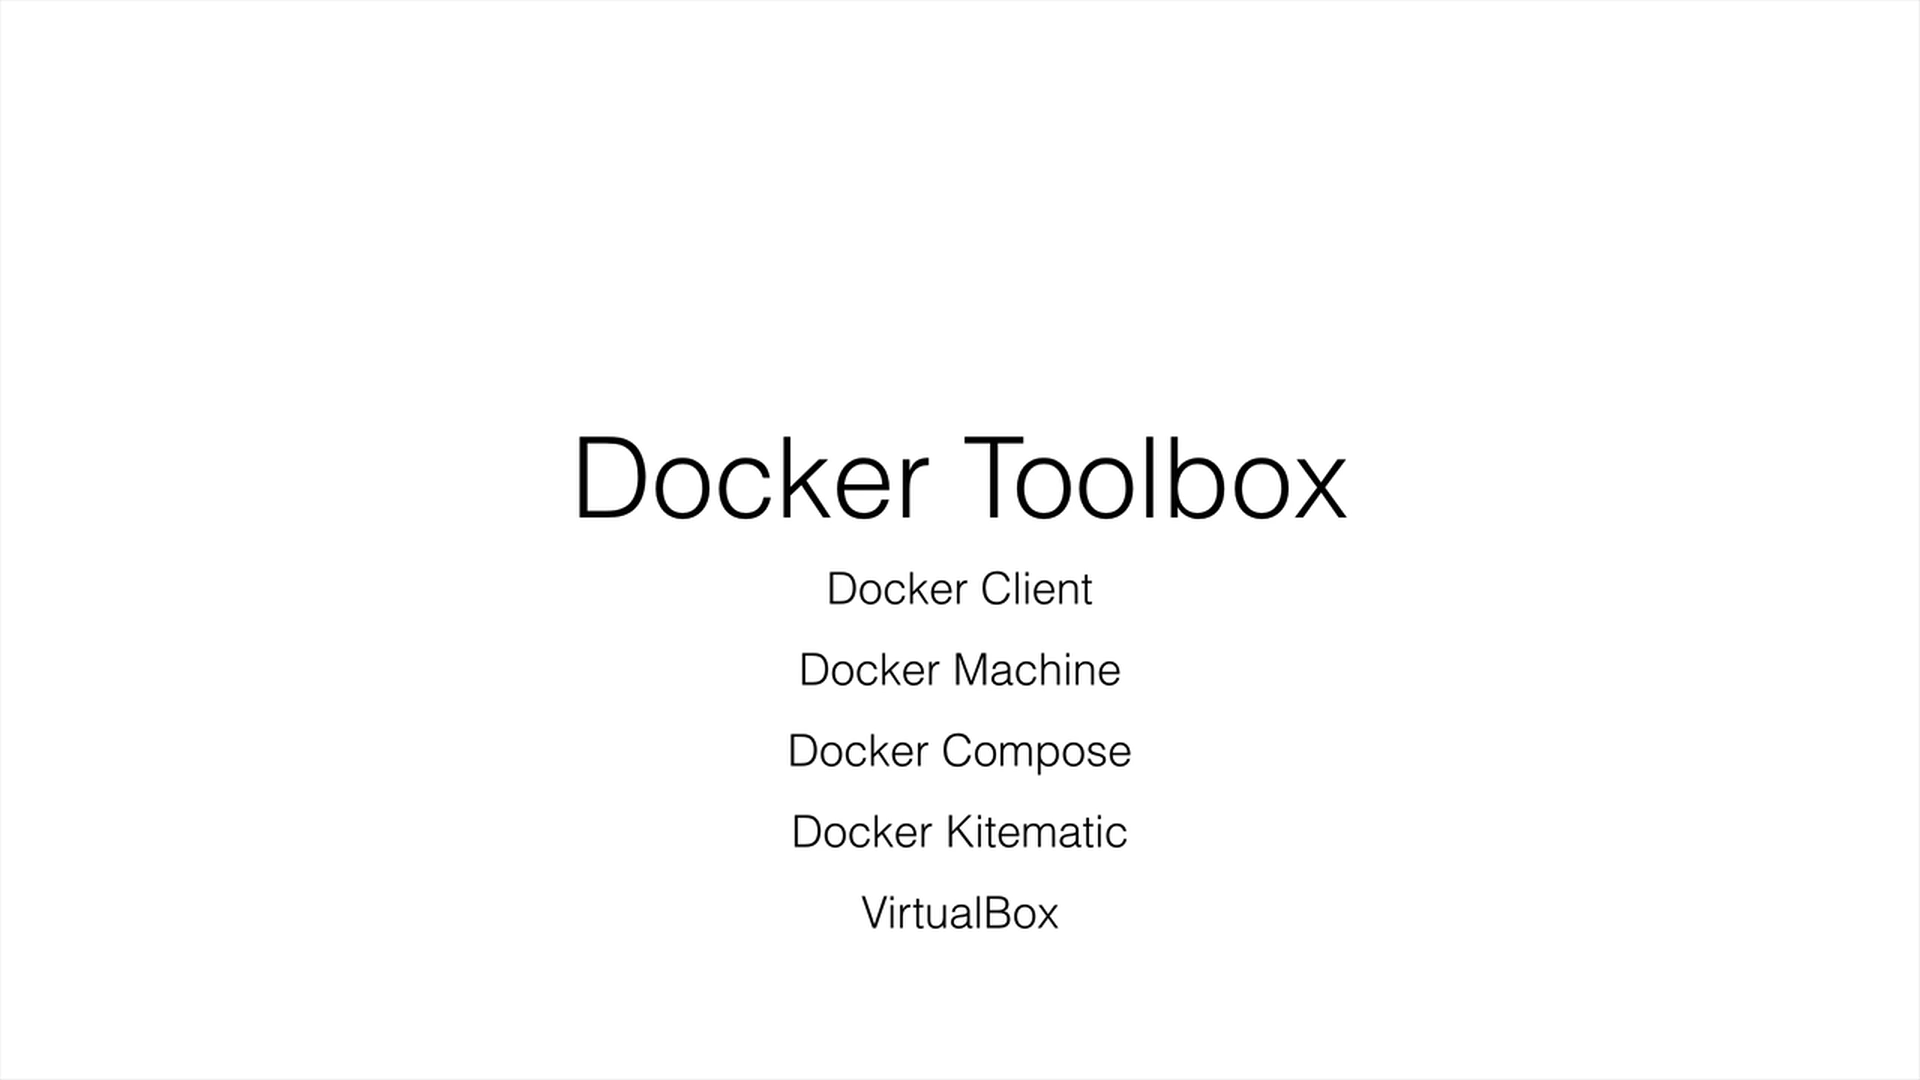 Docker Toolbox
Docker Client
Docker Machine
Docker Compose
Docker Kitematic
VirtualBox